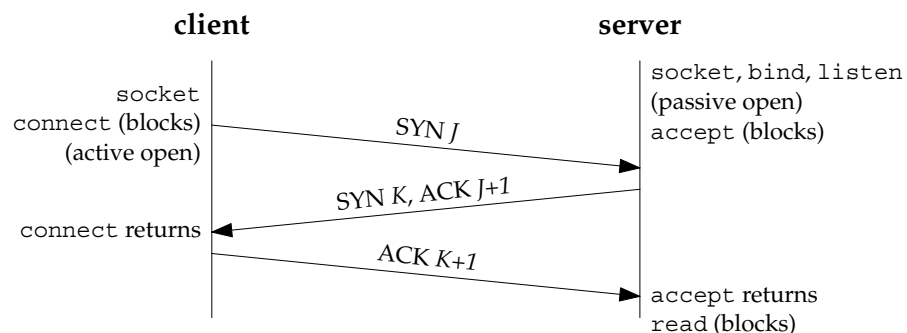 client
server
socket
connect (blocks)
(active open)
socket, bind, listen
(passive open)
accept (blocks)
SYN J
SYN K, ACK J+1
connect returns
ACK K+1
accept returns
read (blocks)